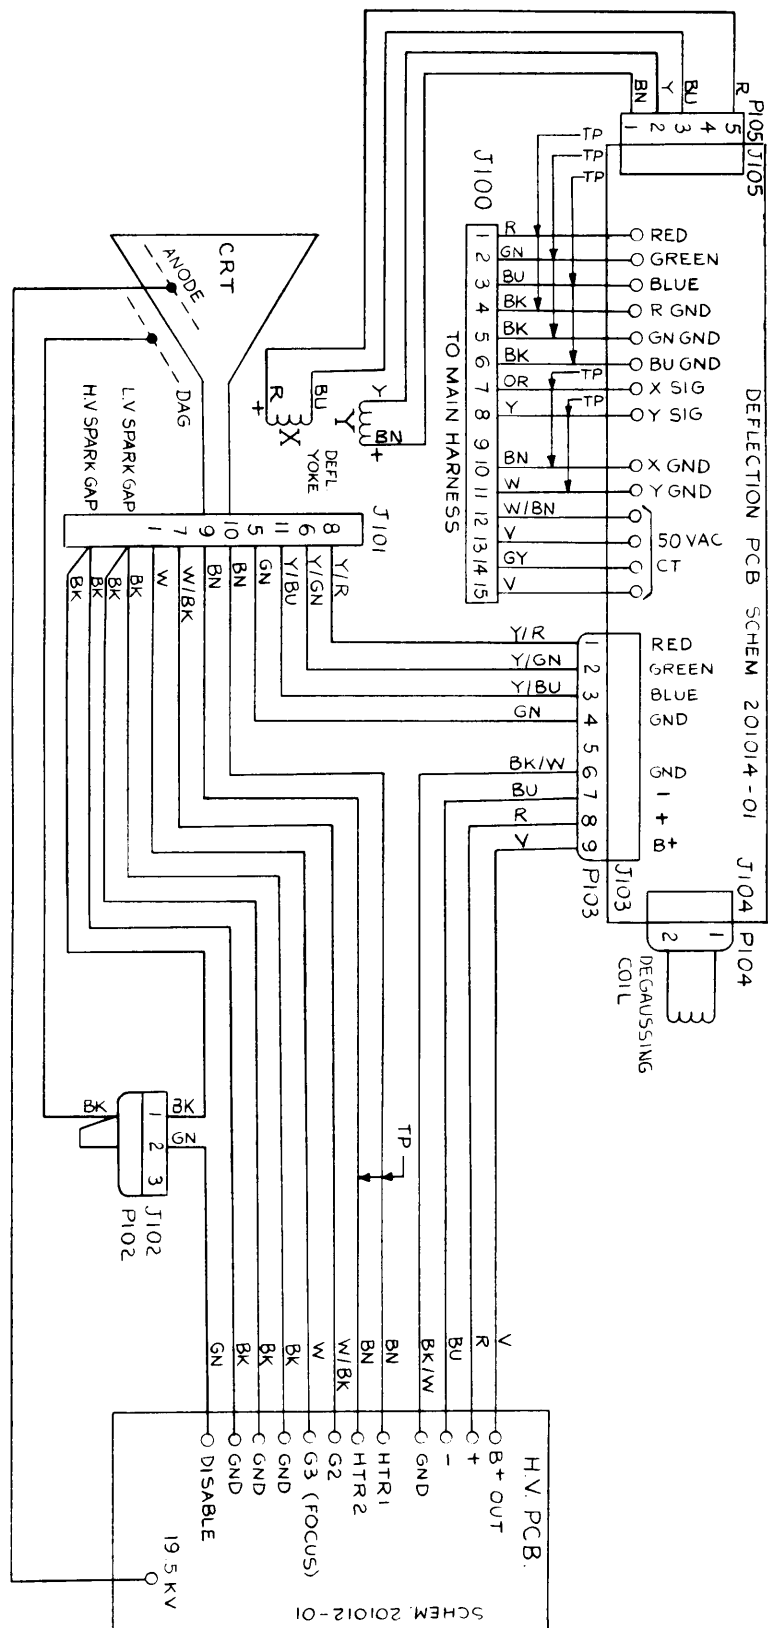 DEFLECTION PCB SCHEM 201014-01
P105 J105
R
BU
Y
BN
5
4
3
2
1
TP
TP
TP
J100
TO MAIN HARNESS
1 R RED
2 GN GREEN
3 BU BLUE
4 BK R GND
5 BK GN GND
6 BK BU GND
7 OR X SIG
8 Y Y SIG
9
10 BN X GND
11 W Y GND
12 W/BN
13 V 50 VAC
14 GY CT
15 V
TP
TP
Y/R 1 RED
Y/GN 2 GREEN
Y/BU 3 BLUE
GN 4 GND
5
BK/W 6 GND
BU 7 -
R 8 +
V 9 B+
J103
P103
J104 P104
1
2
DEGAUSSING
COIL
CRT
ANODE
DAG
R
+
X
BU
Y
Y
BN
+
DEFL.
YOKE
J101
8 Y/R
6 Y/GN
11 Y/BU
5 GN
10 BN
9 BN
7 W/BK
1 W
L.V SPARK GAP
BK
BK
H.V SPARK GAP
BK
BK
BK
BK
GN
1
2
3
J102
P102
TP
H.V. PCB.
SCHEM. 201012-01
V B+ OUT
R +
BU -
BK/W GND
BN HTR1
BN HTR2
W/BK G2
W G3 (FOCUS)
BK GND
BK GND
BK GND
GN DISABLE
19.5 KV